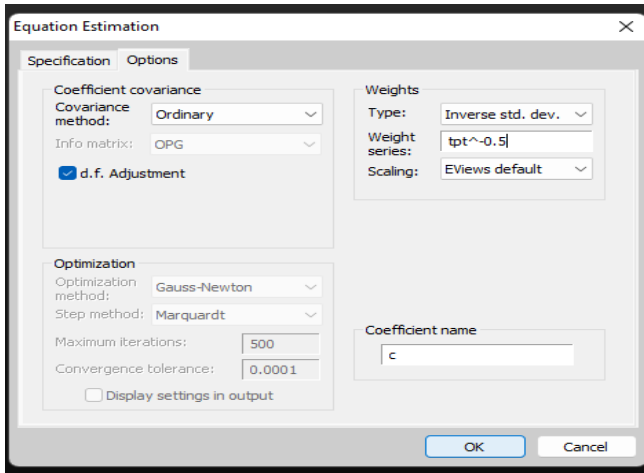 Equation Estimation
Specification Options
Coefficient covariance
Covariance method: Ordinary
Info matrix: OPG
d.f. Adjustment
Weights
Type: Inverse std. dev.
Weight series: tpt^-0.5
Scaling: EViews default
Optimization
Optimization method: Gauss-Newton
Step method: Marquardt
Maximum iterations: 500
Convergence tolerance: 0.0001
Display settings in output
Coefficient name
c
OK Cancel